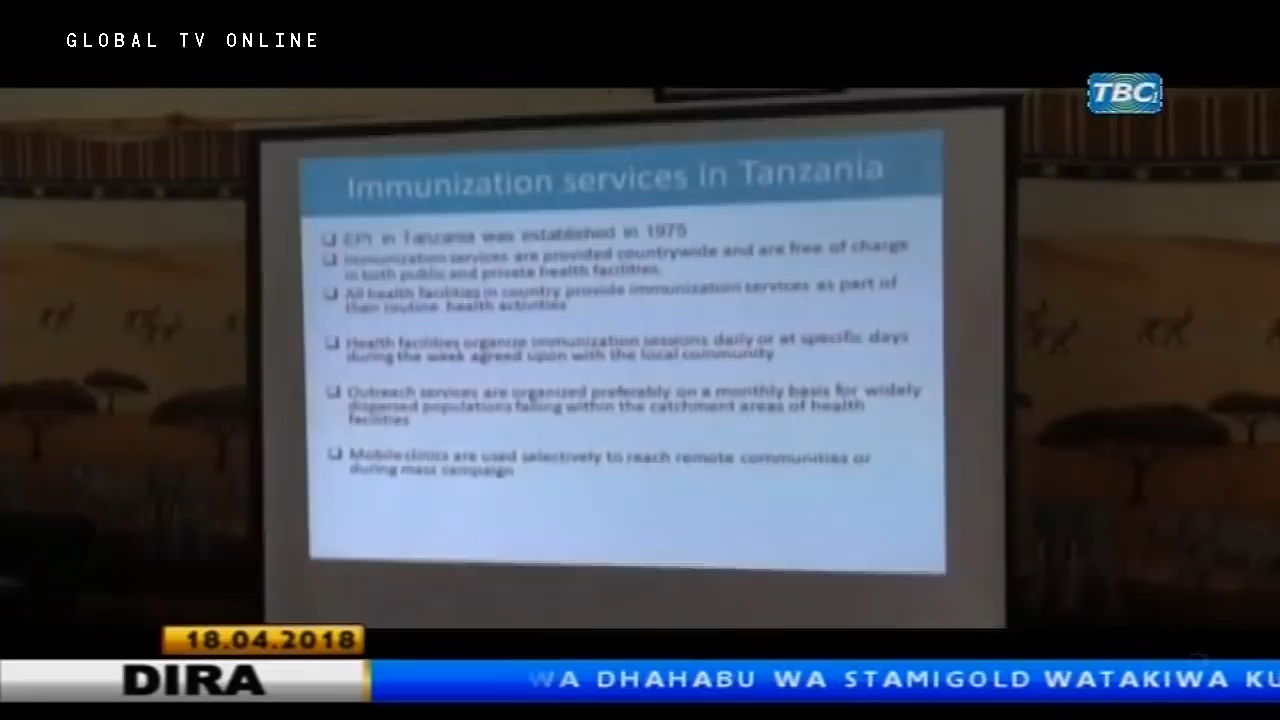 GLOBAL TV ONLINE
TBC1
Immunization services in Tanzania
❑ EPI in Tanzania was established in 1975
❑ Immunization services are provided countrywide and are free of charge
in both public and private health facilities.
❑ All health facilities in country provide immunization services as part of
their routine health activities
❑ Health facilities organize immunization sessions daily or at specific days
during the week agreed upon with the local community
❑ Outreach services are organized preferably on a monthly basis for widely
dispersed populations falling within the catchment areas of health
facilities
❑ Mobile clinics are used selectively to reach remote communities or
during mass campaign
18.04.2018
DIRA
WA DHAHABU WA STAMIGOLD WATAKIWA KU